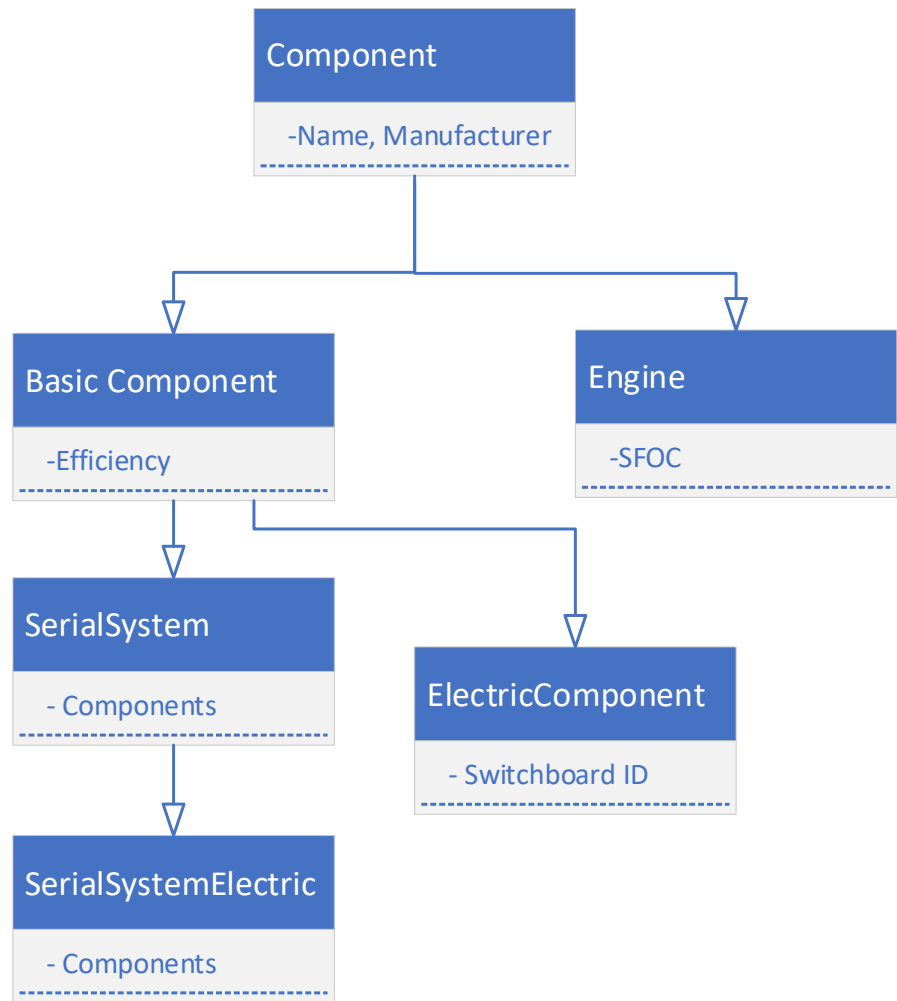 Component
-Name, Manufacturer
Basic Component
-Efficiency
Engine
-SFOC
SerialSystem
- Components
ElectricComponent
- Switchboard ID
SerialSystemElectric
- Components